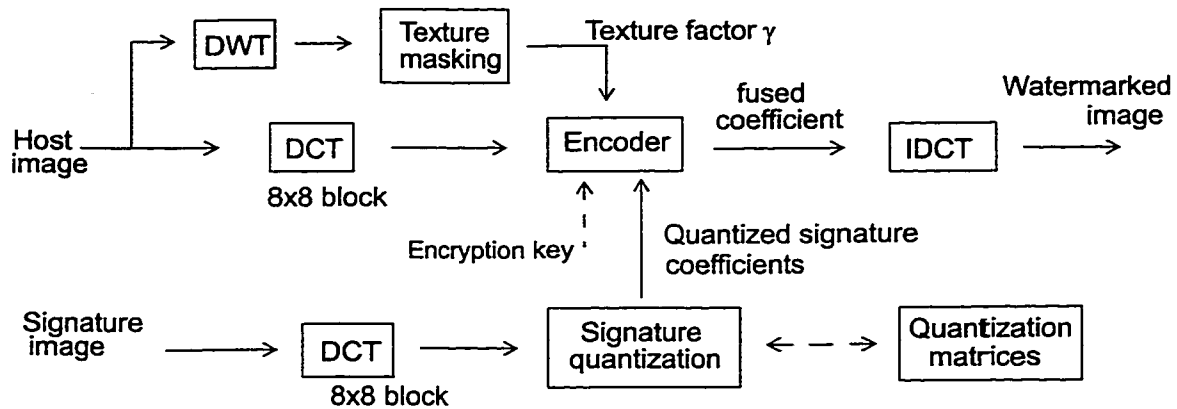 DWT
Texture
masking
Texture factor γ
Host
image
DCT
8x8 block
Encoder
fused
coefficient
IDCT
Watermarked
image
Encryption key
Quantized signature
coefficients
Signature
image
DCT
8x8 block
Signature
quantization
Quantization
matrices